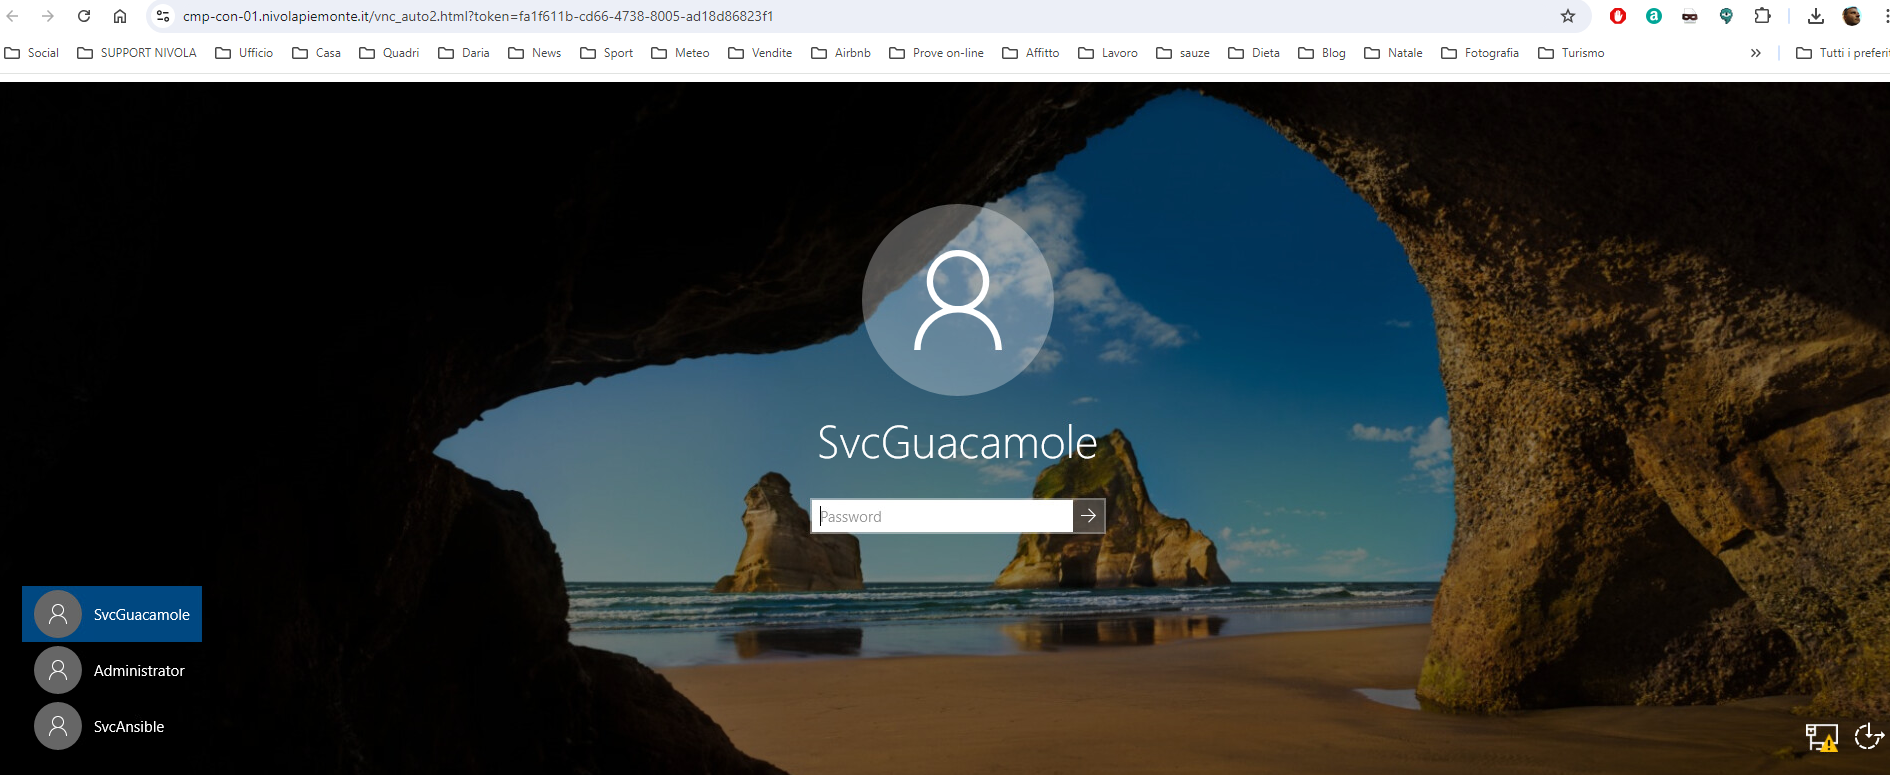 cmp-con-01.nivolapiemonte.it/vnc_auto2.html?token=fa1f611b-cd66-4738-8005-ad18d86823f1
Social SUPPORT NIVOLA Ufficio Casa Quadri Daria News Sport Meteo Vendite Airbnb Prove on-line Affitto Lavoro sauze Dieta Blog Natale Fotografia Turismo » Tutti i preferit
SvcGuacamole
Password
SvcGuacamole
Administrator
SvcAnsible